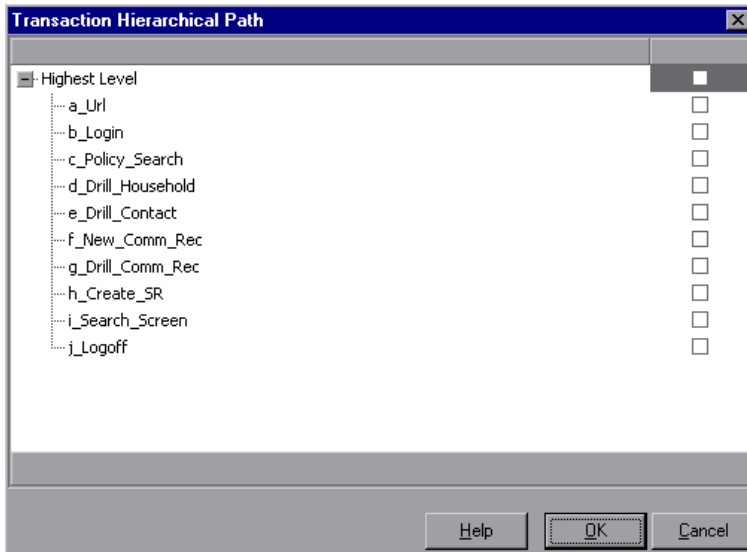 Transaction Hierarchical Path
Highest Level
a_Url
b_Login
c_Policy_Search
d_Drill_Household
e_Drill_Contact
f_New_Comm_Rec
g_Drill_Comm_Rec
h_Create_SR
i_Search_Screen
j_Logoff
Help OK Cancel